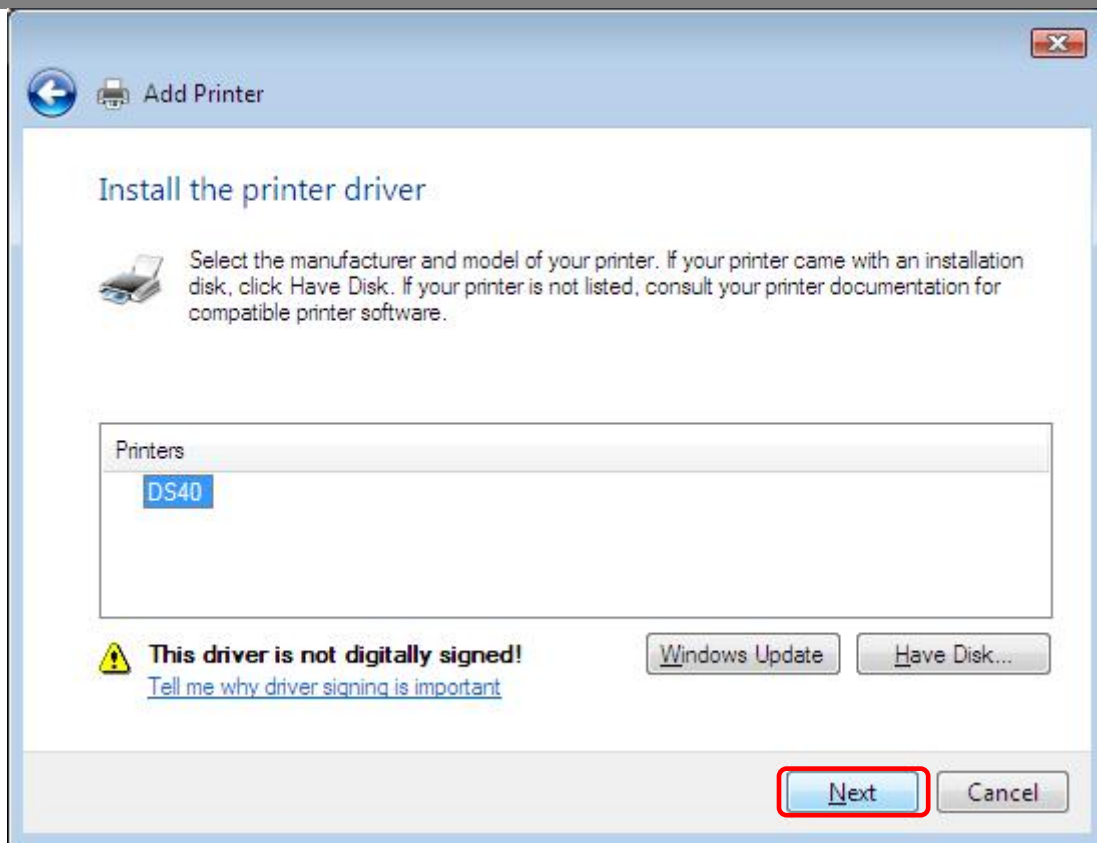 Add Printer
Install the printer driver
Select the manufacturer and model of your printer. If your printer came with an installation
disk, click Have Disk. If your printer is not listed, consult your printer documentation for
compatible printer software.
Printers
DS40
This driver is not digitally signed!
Windows Update
Have Disk...
Tell me why driver signing is important
Next
Cancel